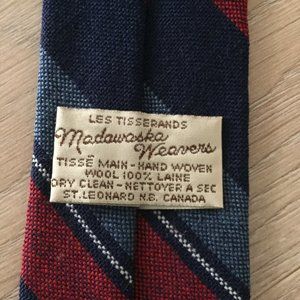 LES TISSERANDS
Madawaska
Weavers
TISSÉ MAIN-HAND WOVEN
WOOL 100% LAINE
DRY CLEAN-NETTOYER A SEC
ST. LEONARD N.B. CANADA